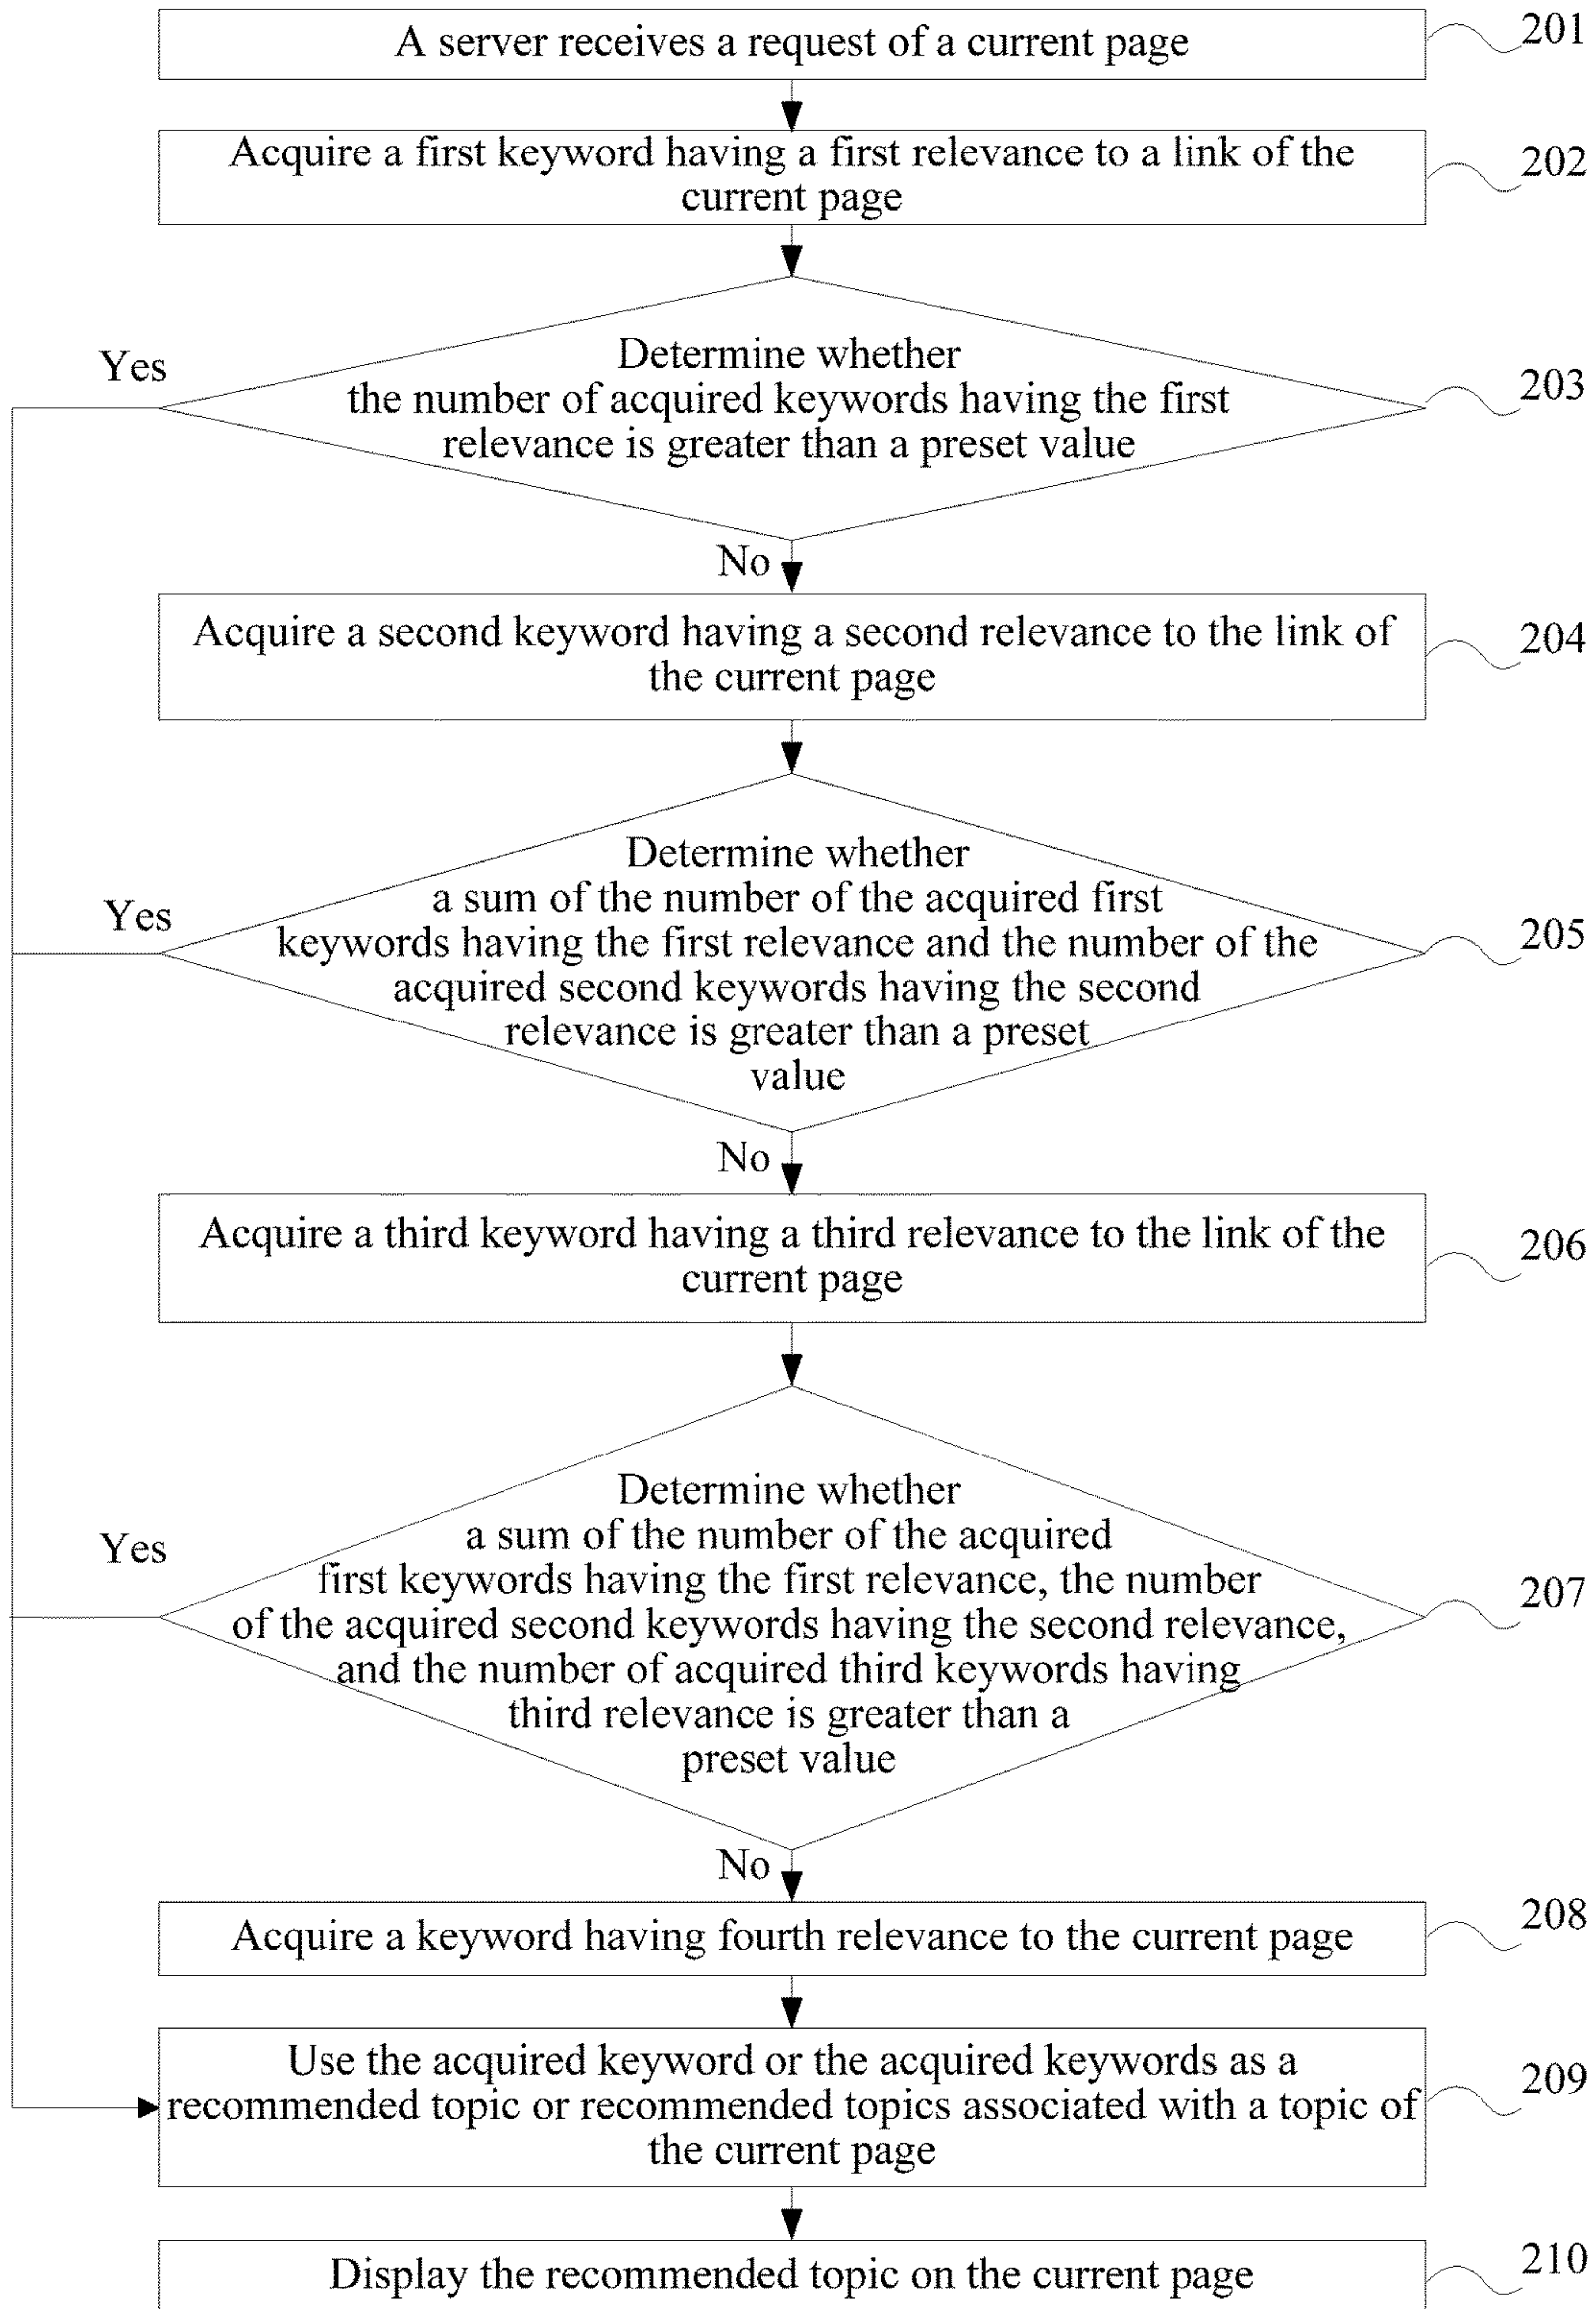 A server receives a request of a current page
201
Acquire a first keyword having a first relevance to a link of the
current page
202
Determine whether
the number of acquired keywords having the first
relevance is greater than a preset value
203
Yes
No
Acquire a second keyword having a second relevance to the link of
the current page
204
Determine whether
a sum of the number of the acquired first
keywords having the first relevance and the number of the
acquired second keywords having the second
relevance is greater than a preset
value
205
Yes
No
Acquire a third keyword having a third relevance to the link of the
current page
206
Determine whether
a sum of the number of the acquired
first keywords having the first relevance, the number
of the acquired second keywords having the second relevance,
and the number of acquired third keywords having
third relevance is greater than a
preset value
207
Yes
No
Acquire a keyword having fourth relevance to the current page
208
Use the acquired keyword or the acquired keywords as a
recommended topic or recommended topics associated with a topic of
the current page
209
Display the recommended topic on the current page
210